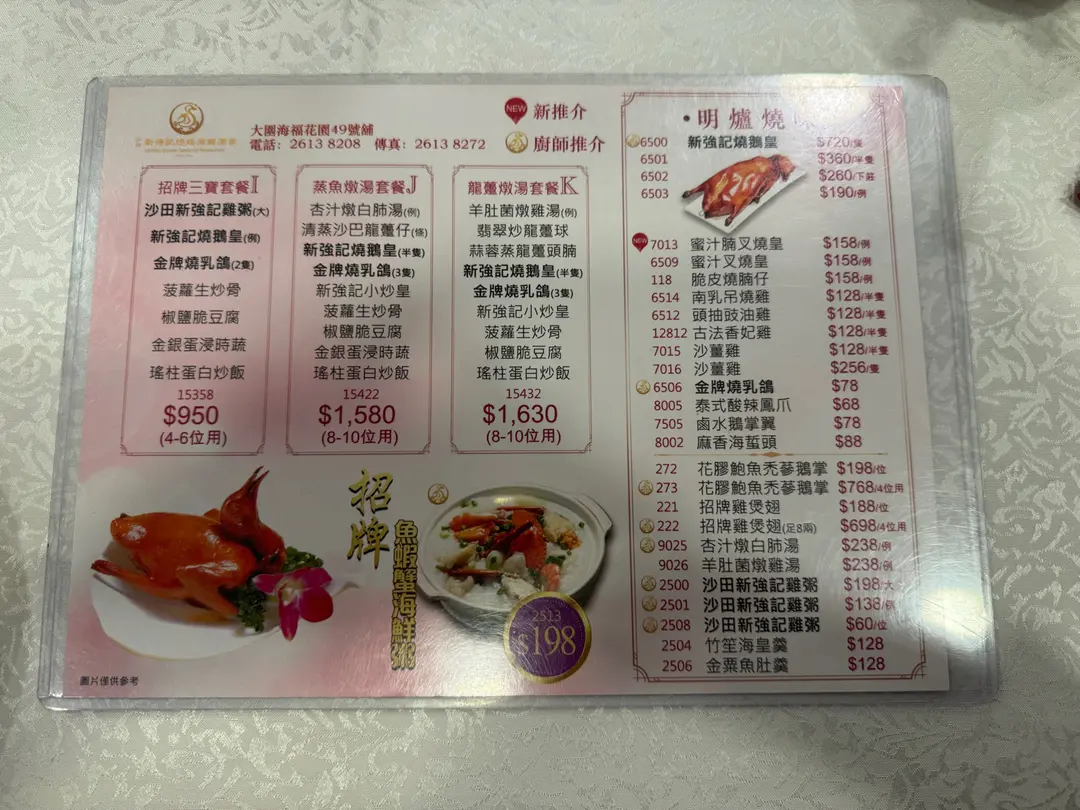 新傳記燒鵝海鮮酒家
大圍海福花園49號舖
電話：2613 8208 傳真：2613 8272
NEW 新推介
廚師推介
招牌三寶套餐I
沙田新強記雞粥(大)
新強記燒鵝皇(例)
金牌燒乳鴿(2隻)
菠蘿生炒骨
椒鹽脆豆腐
金銀蛋浸時蔬
瑤柱蛋白炒飯
15358
$950
(4-6位用)
蒸魚燉湯套餐J
杏汁燉白肺湯(例)
清蒸沙巴龍躉仔(條)
新強記燒鵝皇(半隻)
金牌燒乳鴿(3隻)
新強記小炒皇
菠蘿生炒骨
椒鹽脆豆腐
金銀蛋浸時蔬
瑤柱蛋白炒飯
15422
$1,580
(8-10位用)
龍躉燉湯套餐K
羊肚菌燉雞湯(例)
翡翠炒龍躉球
蒜蓉蒸龍躉頭腩
新強記燒鵝皇(半隻)
金牌燒乳鴿(3隻)
新強記小炒皇
菠蘿生炒骨
椒鹽脆豆腐
瑤柱蛋白炒飯
15432
$1,630
(8-10位用)
招牌
魚蝦蟹海鮮粥
2513
$198
圖片僅供參考
•明爐燒味
6500 新強記燒鵝皇 $720/隻
6501 $360/半隻
6502 $260/下莊
6503 $190/例
NEW 7013 蜜汁腩叉燒皇 $158/例
6509 蜜汁叉燒皇 $158/例
118 脆皮燒腩仔 $158/例
6514 南乳吊燒雞 $128/半隻
6512 頭抽豉油雞 $128/半隻
12812 古法香妃雞 $128/半隻
7015 沙薑雞 $128/半隻
7016 沙薑雞 $256/隻
6506 金牌燒乳鴿 $78
8005 泰式酸辣鳳爪 $68
7505 鹵水鵝掌翼 $78
8002 麻香海蜇頭 $88
272 花膠鮑魚禿蔘鵝掌 $198/位
273 花膠鮑魚禿蔘鵝掌 $768/4位用
221 招牌雞煲翅 $188/位
222 招牌雞煲翅(足8兩) $698/4位用
9025 杏汁燉白肺湯 $238/例
9026 羊肚菌燉雞湯 $238/例
2500 沙田新強記雞粥 $198/大
2501 沙田新強記雞粥 $138/例
2508 沙田新強記雞粥 $60/位
2504 竹笙海皇羹 $128
2506 金粟魚肚羹 $128